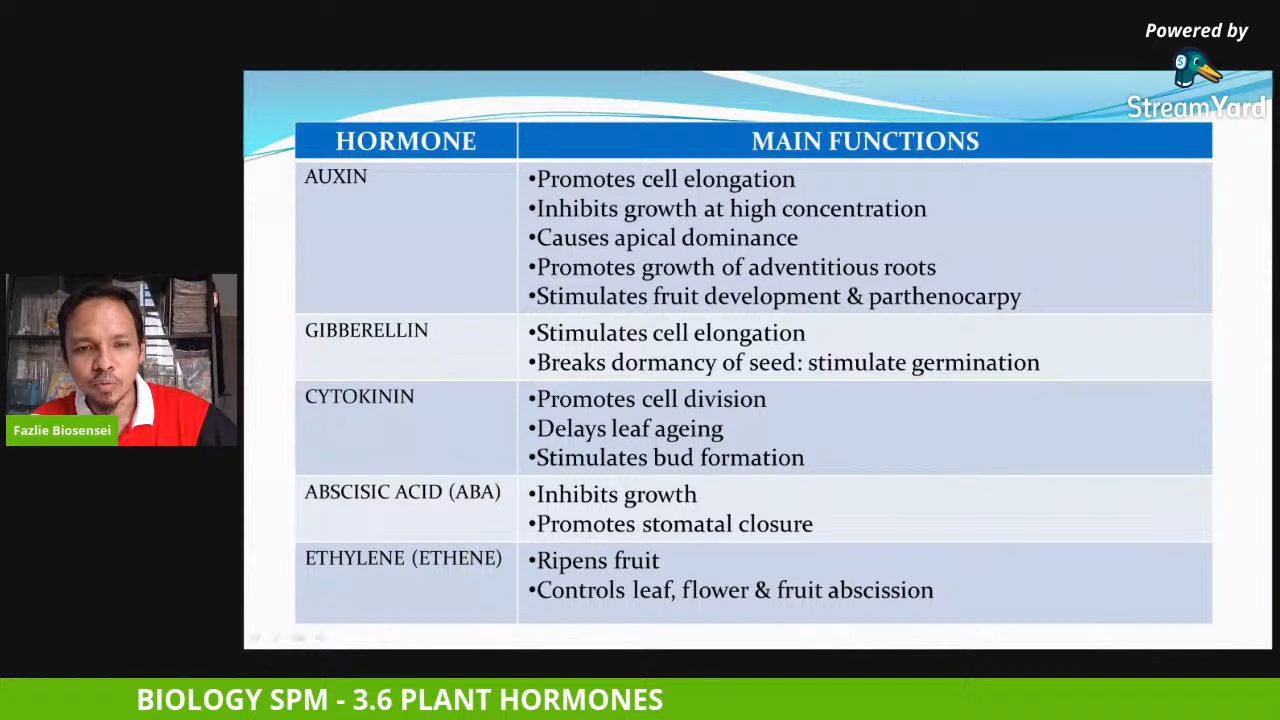 Powered by
StreamYard
HORMONE
MAIN FUNCTIONS
AUXIN
•Promotes cell elongation
•Inhibits growth at high concentration
•Causes apical dominance
•Promotes growth of adventitious roots
•Stimulates fruit development & parthenocarpy
GIBBERELLIN
•Stimulates cell elongation
•Breaks dormancy of seed: stimulate germination
CYTOKININ
•Promotes cell division
•Delays leaf ageing
•Stimulates bud formation
ABSCISIC ACID (ABA)
•Inhibits growth
•Promotes stomatal closure
ETHYLENE (ETHENE)
•Ripens fruit
•Controls leaf, flower & fruit abscission
Fazlie Biosensei
BIOLOGY SPM - 3.6 PLANT HORMONES